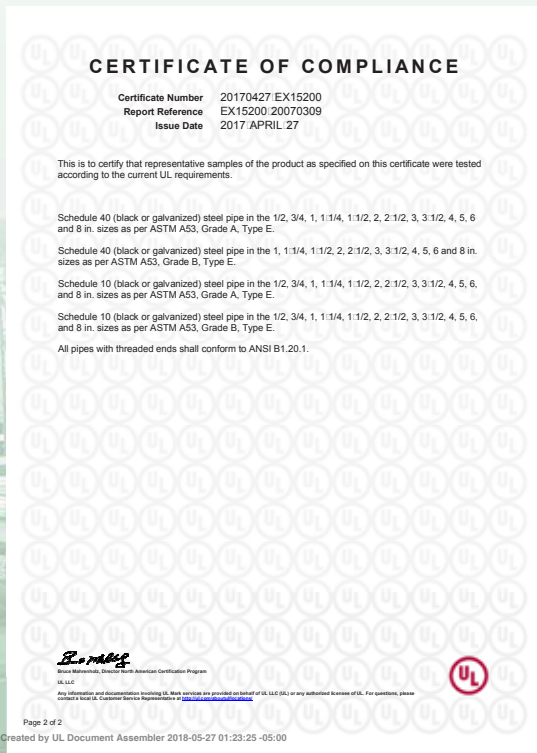 CERTIFICATE OF COMPLIANCE
Certificate Number 20170427 EX15200
Report Reference EX15200 20070309
Issue Date 2017 APRIL 27
This is to certify that representative samples of the product as specified on this certificate were tested
according to the current UL requirements.
Schedule 40 (black or galvanized) steel pipe in the 1/2, 3/4, 1, 1 1/4, 1 1/2, 2, 2 1/2, 3, 3 1/2, 4, 5, 6
and 8 in. sizes as per ASTM A53, Grade A, Type E.
Schedule 40 (black or galvanized) steel pipe in the 1, 1 1/4, 1 1/2, 2, 2 1/2, 3, 3 1/2, 4, 5, 6 and 8 in.
sizes as per ASTM A53, Grade B, Type E.
Schedule 10 (black or galvanized) steel pipe in the 1/2, 3/4, 1, 1 1/4, 1 1/2, 2, 2 1/2, 3, 3 1/2, 4, 5, 6,
and 8 in. sizes as per ASTM A53, Grade A, Type E.
Schedule 10 (black or galvanized) steel pipe in the 1/2, 3/4, 1, 1 1/4, 1 1/2, 2, 2 1/2, 3, 3 1/2, 4, 5, 6,
and 8 in. sizes as per ASTM A53, Grade B, Type E.
All pipes with threaded ends shall conform to ANSI B1.20.1.
Bruce Mahrenholz, Director North American Certification Program
UL LLC
Any information and documentation involving UL Mark services are provided on behalf of UL LLC (UL) or any authorized licensee of UL. For questions, please
contact a local UL Customer Service Representative at http://ul.com/aboutul/locations/
UL
Page 2 of 2
Created by UL Document Assembler 2018-05-27 01:23:25 -05:00